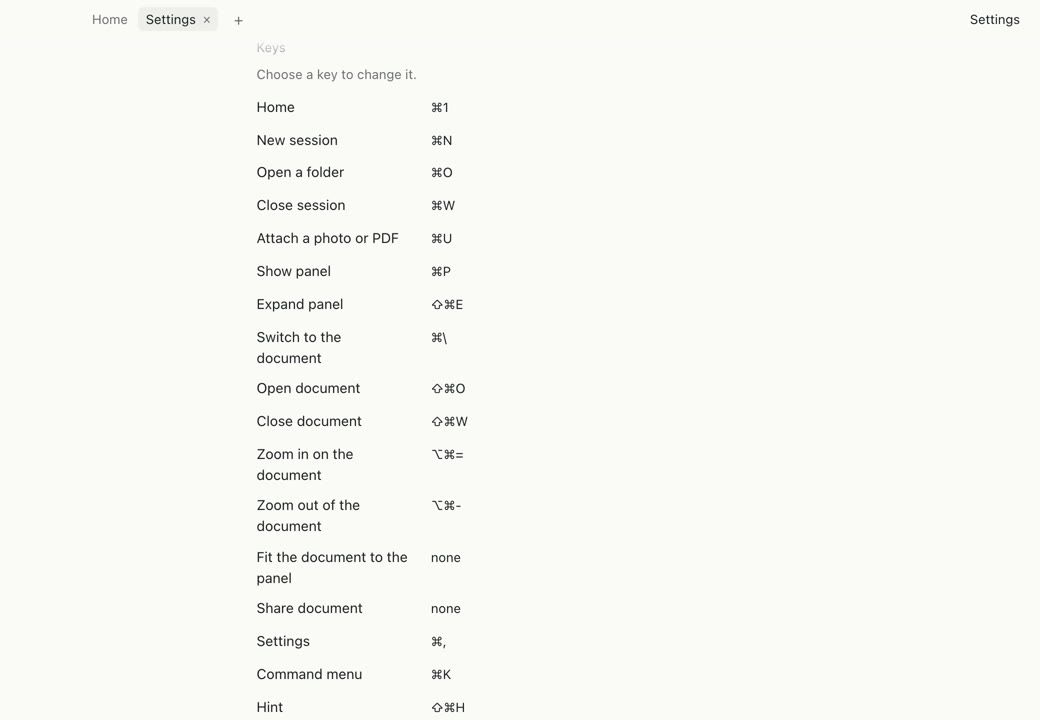 Home Settings × + Settings
Keys
Choose a key to change it.
Home ⌘1
New session ⌘N
Open a folder ⌘O
Close session ⌘W
Attach a photo or PDF ⌘U
Show panel ⌘P
Expand panel ⇧⌘E
Switch to the ⌘\
document
Open document ⇧⌘O
Close document ⇧⌘W
Zoom in on the ⌥⌘=
document
Zoom out of the ⌥⌘-
document
Fit the document to the none
panel
Share document none
Settings ⌘,
Command menu ⌘K
Hint ⇧⌘H